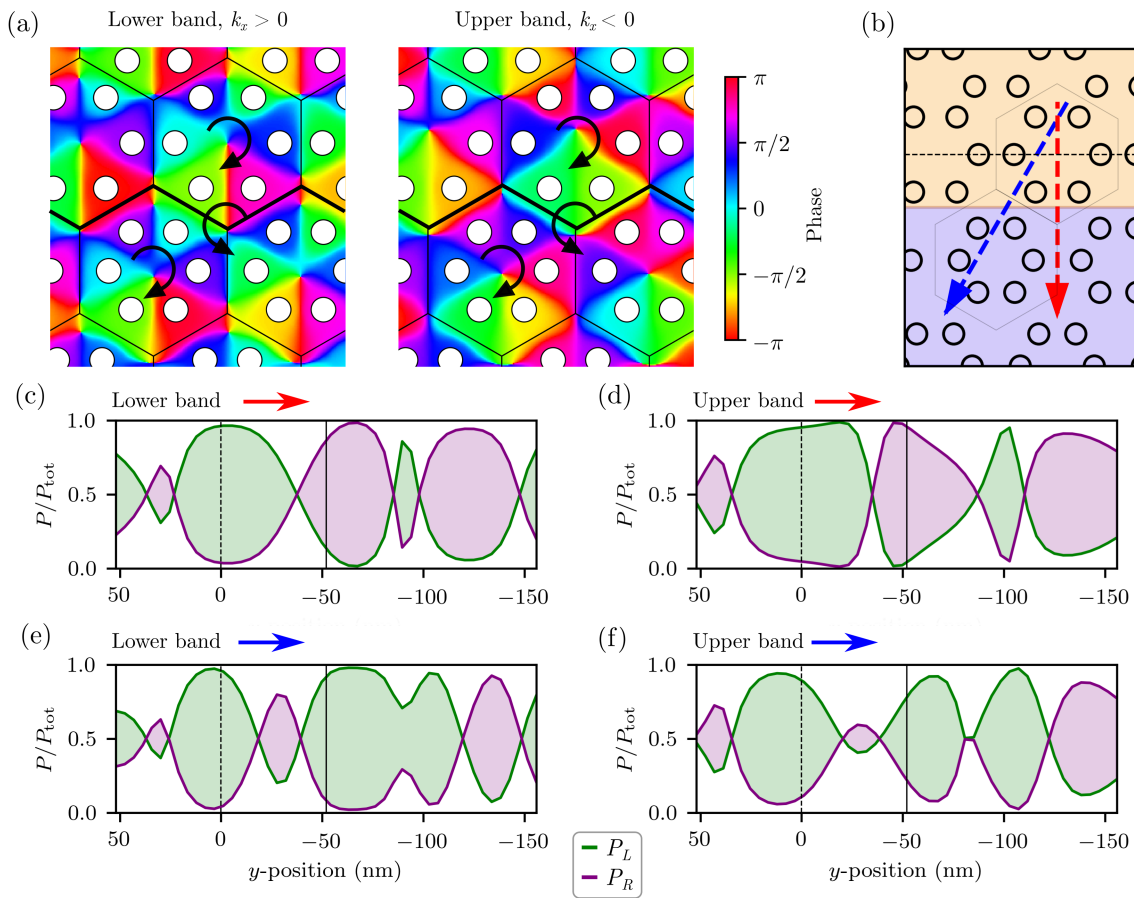 (a)
Lower band, k_x > 0
Upper band, k_x < 0
(b)
π
π/2
0
−π/2
−π
Phase
(c)
Lower band
1.0
0.5
0.0
P/P_tot
50
0
−50
−100
−150
(d)
Upper band
1.0
0.5
0.0
P/P_tot
50
0
−50
−100
−150
(e)
Lower band
1.0
0.5
0.0
P/P_tot
50
0
−50
−100
−150
y-position (nm)
(f)
Upper band
1.0
0.5
0.0
P/P_tot
50
0
−50
−100
−150
y-position (nm)
P_L
P_R